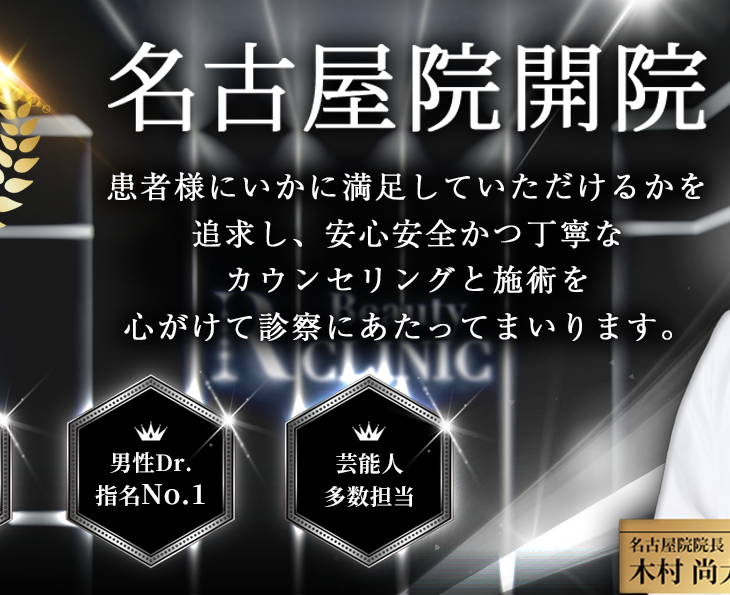 名古屋院開院
患者様にいかに満足していただけるかを
追求し、安心安全かつ丁寧な
カウンセリングと施術を
心がけて診察にあたってまいります。
R Beauty
CLINIC
男性Dr.
指名No.1
芸能人
多数担当
名古屋院院長
木村 尚